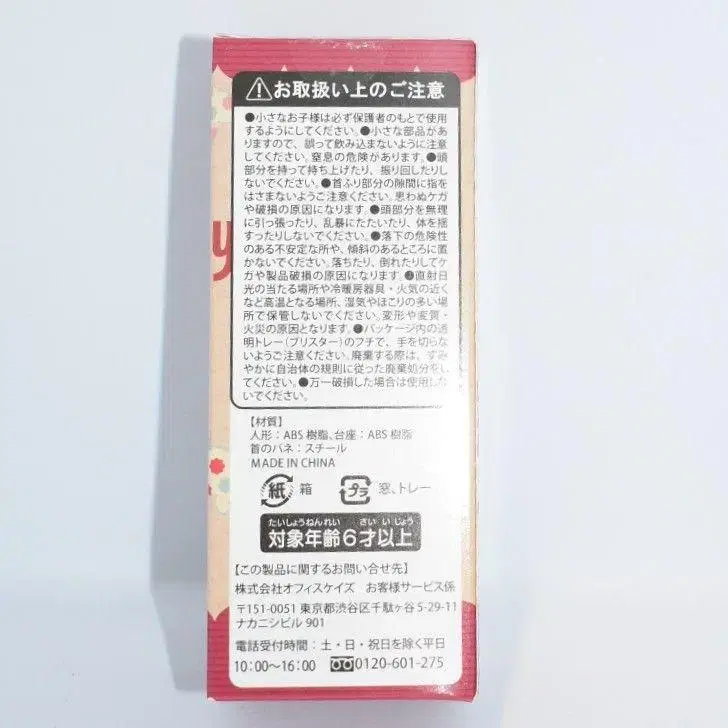 ⚠お取扱い上のご注意
●小さなお子様は必ず保護者のもとで使用
するようにしてください。●小さな部品があ
りますので、誤って飲み込まないように注意
してください。窒息の危険があります。●頭
部分を持って持ち上げたり、振り回したりし
ないでください。●首ふり部分の隙間に指を
はさまないようご注意ください。思わぬケガ
や破損の原因になります。●頭部分を無理
に引っ張ったり、乱暴にたたいたり、体を揺
すったりしないでください。●落下の危険性
のある不安定な所や、傾斜のあるところに置
かないでください。落ちたり、倒れたりしてケ
ガや製品破損の原因になります。●直射日
光の当たる場所や冷暖房器具・火気の近く
など高温となる場所、湿気やほこりの多い場
所で保管しないでください。変形や変質・
火災の原因となります。●パッケージ内の透
明トレー(ブリスター)のフチで、手を切らな
いようご注意ください。廃棄する際は、すみ
やかに自治体の規則に従った廃棄処分をし
てください。●万一破損した場合は使用しな
いでください。
【材質】
人形：ABS 樹脂、台座：ABS 樹脂
首のバネ：スチール
MADE IN CHINA
紙 箱 プラ 窓、トレー
たいしょうねんれい さい いじょう
対象年齢6才以上
【この製品に関するお問い合せ先】
株式会社オフィスケイズ お客様サービス係
〒151-0051 東京都渋谷区千駄ヶ谷 5-29-11
ナカニシビル 901
電話受付時間：土・日・祝日を除く平日
10:00〜16:00 0120-601-275